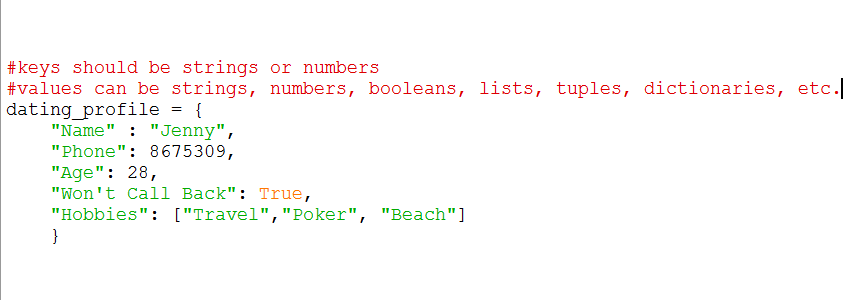 #keys should be strings or numbers
#values can be strings, numbers, booleans, lists, tuples, dictionaries, etc.
dating_profile = {
    "Name" : "Jenny",
    "Phone": 8675309,
    "Age": 28,
    "Won't Call Back": True,
    "Hobbies": ["Travel","Poker", "Beach"]
    }